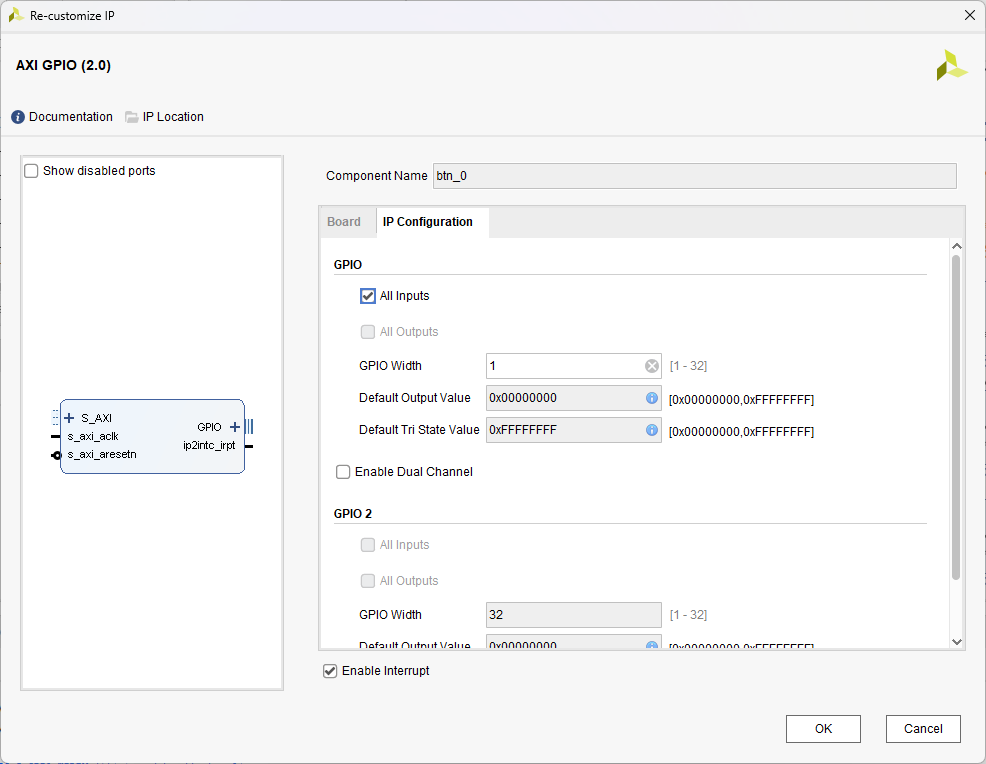 Re-customize IP
AXI GPIO (2.0)
Documentation IP Location
Show disabled ports
S_AXI
s_axi_aclk
s_axi_aresetn
GPIO
ip2intc_irpt
Component Name btn_0
Board IP Configuration
GPIO
All Inputs
All Outputs
GPIO Width 1 [1 - 32]
Default Output Value 0x00000000 [0x00000000,0xFFFFFFFF]
Default Tri State Value 0xFFFFFFFF [0x00000000,0xFFFFFFFF]
Enable Dual Channel
GPIO 2
All Inputs
All Outputs
GPIO Width 32 [1 - 32]
Default Output Value 0x00000000 [0x00000000,0xFFFFFFFF]
Enable Interrupt
OK Cancel